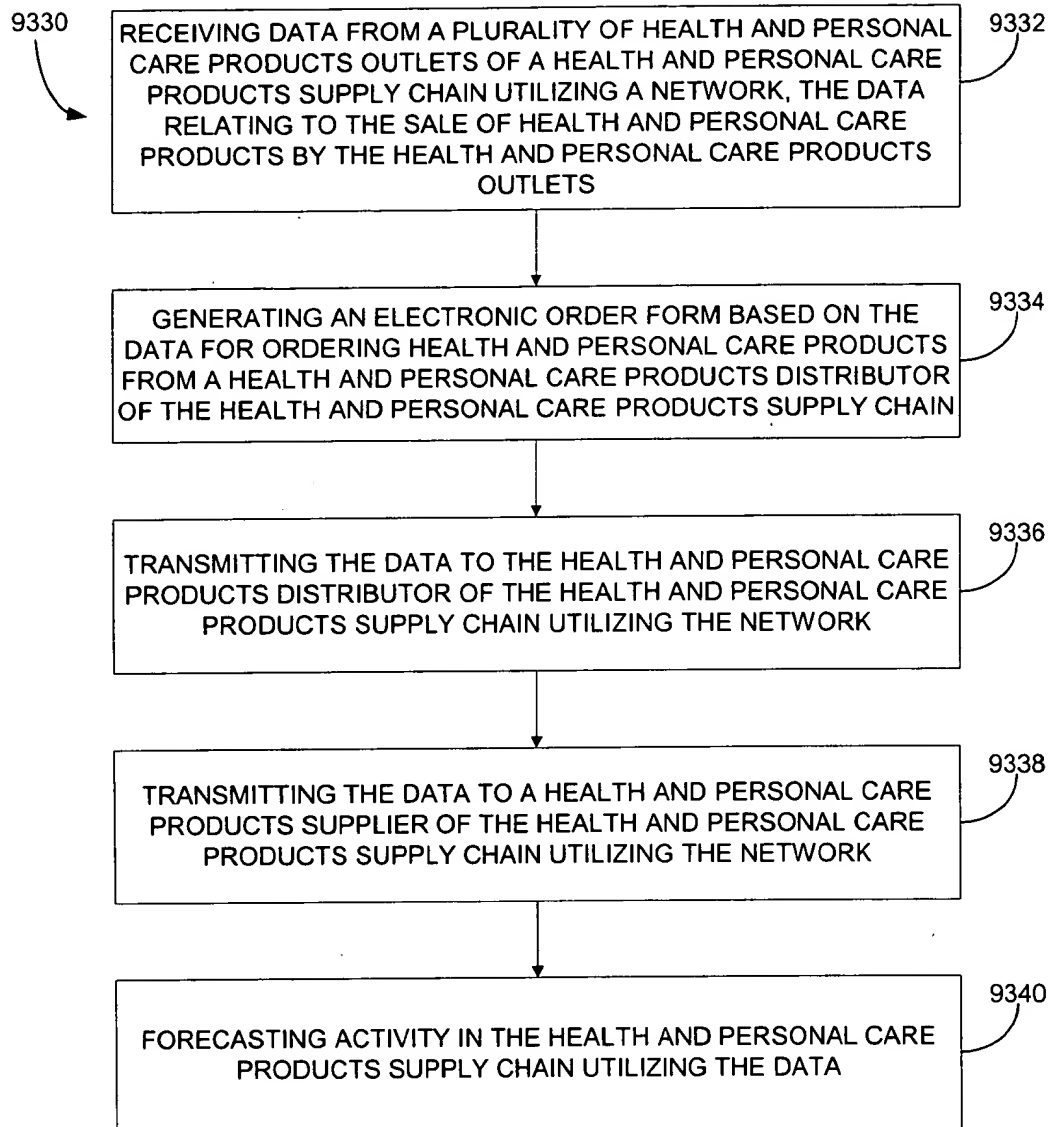 9330
RECEIVING DATA FROM A PLURALITY OF HEALTH AND PERSONAL
CARE PRODUCTS OUTLETS OF A HEALTH AND PERSONAL CARE
PRODUCTS SUPPLY CHAIN UTILIZING A NETWORK, THE DATA
RELATING TO THE SALE OF HEALTH AND PERSONAL CARE
PRODUCTS BY THE HEALTH AND PERSONAL CARE PRODUCTS
OUTLETS
9332
GENERATING AN ELECTRONIC ORDER FORM BASED ON THE
DATA FOR ORDERING HEALTH AND PERSONAL CARE PRODUCTS
FROM A HEALTH AND PERSONAL CARE PRODUCTS DISTRIBUTOR
OF THE HEALTH AND PERSONAL CARE PRODUCTS SUPPLY CHAIN
9334
TRANSMITTING THE DATA TO THE HEALTH AND PERSONAL CARE
PRODUCTS DISTRIBUTOR OF THE HEALTH AND PERSONAL CARE
PRODUCTS SUPPLY CHAIN UTILIZING THE NETWORK
9336
TRANSMITTING THE DATA TO A HEALTH AND PERSONAL CARE
PRODUCTS SUPPLIER OF THE HEALTH AND PERSONAL CARE
PRODUCTS SUPPLY CHAIN UTILIZING THE NETWORK
9338
FORECASTING ACTIVITY IN THE HEALTH AND PERSONAL CARE
PRODUCTS SUPPLY CHAIN UTILIZING THE DATA
9340